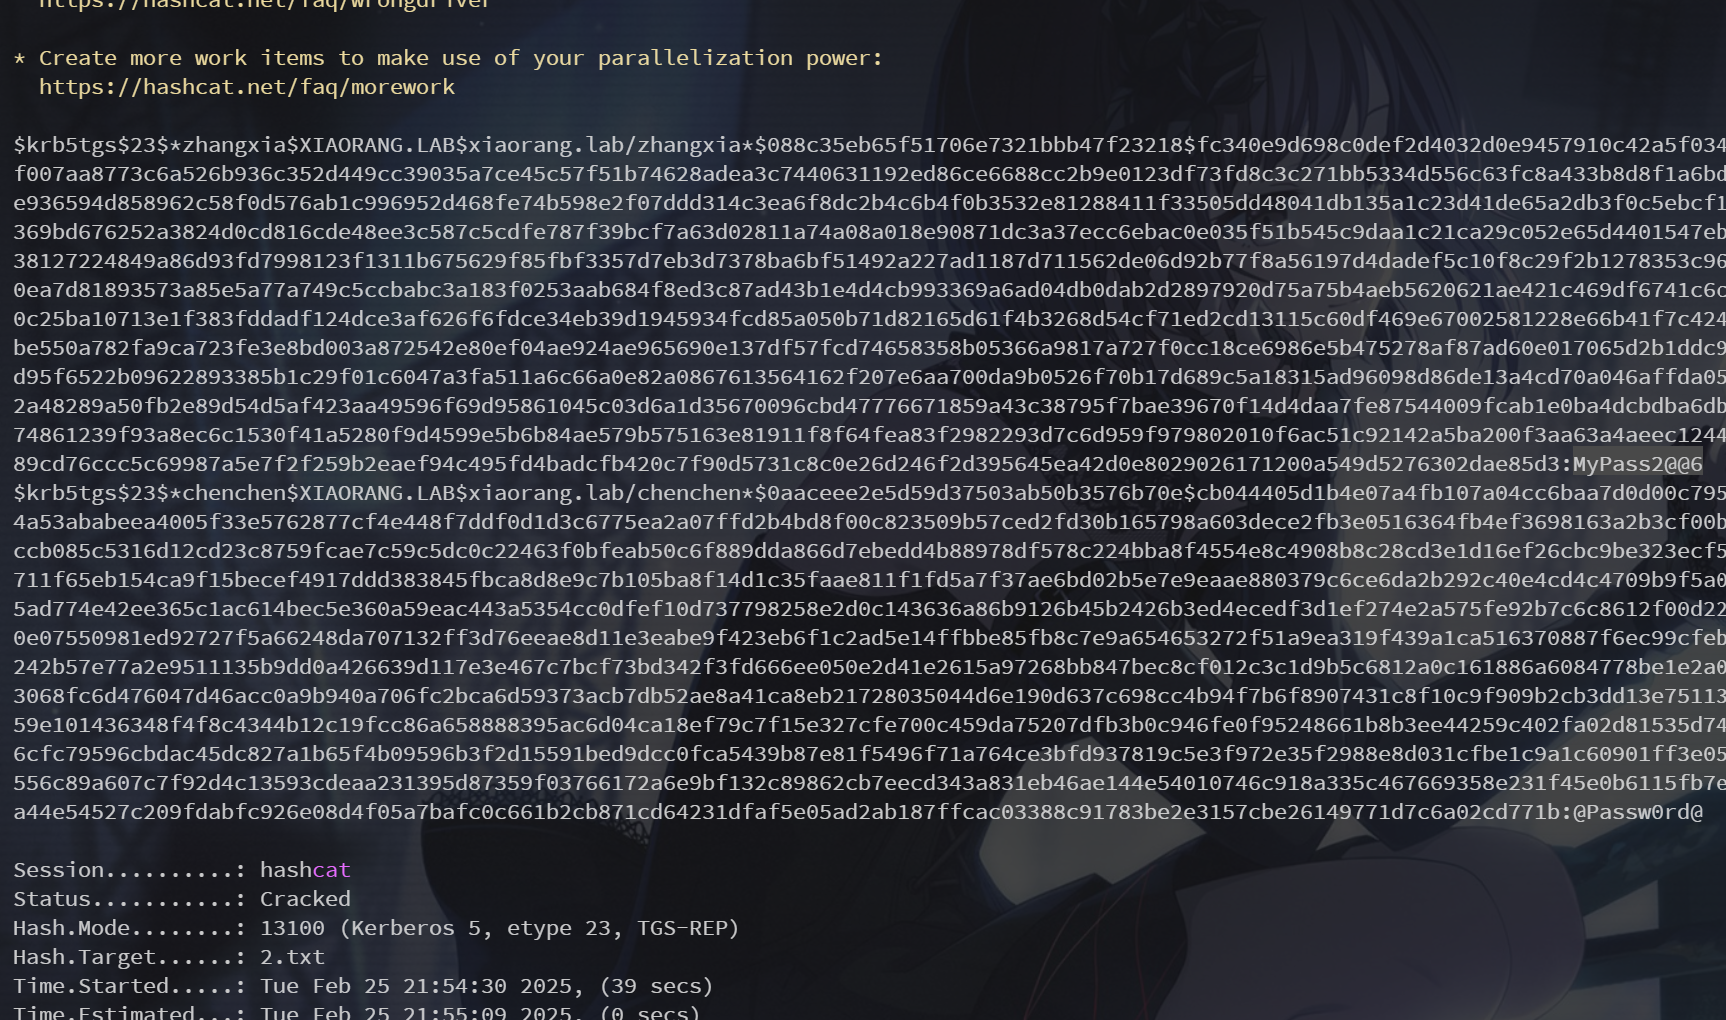 https://hashcat.net/faq/wrongdriver
* Create more work items to make use of your parallelization power:
https://hashcat.net/faq/morework
$krb5tgs$23$*zhangxia$XIAORANG.LAB$xiaorang.lab/zhangxia*$088c35eb65f51706e7321bbb47f23218$fc340e9d698c0def2d4032d0e9457910c42a5f034
f007aa8773c6a526b936c352d449cc39035a7ce45c57f51b74628adea3c7440631192ed86ce6688cc2b9e0123df73fd8c3c271bb5334d556c63fc8a433b8d8f1a6bd
e936594d858962c58f0d576ab1c996952d468fe74b598e2f07ddd314c3ea6f8dc2b4c6b4f0b3532e81288411f33505dd48041db135a1c23d41de65a2db3f0c5ebcf1
369bd676252a3824d0cd816cde48ee3c587c5cdfe787f39bcf7a63d02811a74a08a018e90871dc3a37ecc6ebac0e035f51b545c9daa1c21ca29c052e65d4401547eb
38127224849a86d93fd7998123f1311b675629f85fbf3357d7eb3d7378ba6bf51492a227ad1187d711562de06d92b77f8a56197d4dadef5c10f8c29f2b1278353c96
0ea7d81893573a85e5a77a749c5ccbabc3a183f0253aab684f8ed3c87ad43b1e4d4cb993369a6ad04db0dab2d2897920d75a75b4aeb5620621ae421c469df6741c6c
0c25ba10713e1f383fddadf124dce3af626f6fdce34eb39d1945934fcd85a050b71d82165d61f4b3268d54cf71ed2cd13115c60df469e67002581228e66b41f7c424
be550a782fa9ca723fe3e8bd003a872542e80ef04ae924ae965690e137df57fcd74658358b05366a9817a727f0cc18ce6986e5b475278af87ad60e017065d2b1ddc9
d95f6522b09622893385b1c29f01c6047a3fa511a6c66a0e82a0867613564162f207e6aa700da9b0526f70b17d689c5a18315ad96098d86de13a4cd70a046affda05
2a48289a50fb2e89d54d5af423aa49596f69d95861045c03d6a1d35670096cbd47776671859a43c38795f7bae39670f14d4daa7fe87544009fcab1e0ba4dcbdba6db
74861239f93a8ec6c1530f41a5280f9d4599e5b6b84ae579b575163e81911f8f64fea83f2982293d7c6d959f979802010f6ac51c92142a5ba200f3aa63a4aeec1244
89cd76ccc5c69987a5e7f2f259b2eaef94c495fd4badcfb420c7f90d5731c8c0e26d246f2d395645ea42d0e8029026171200a549d5276302dae85d3:MyPass2@@6
$krb5tgs$23$*chenchen$XIAORANG.LAB$xiaorang.lab/chenchen*$0aaceee2e5d59d37503ab50b3576b70e$cb044405d1b4e07a4fb107a04cc6baa7d0d00c795
4a53ababeea4005f33e5762877cf4e448f7ddf0d1d3c6775ea2a07ffd2b4bd8f00c823509b57ced2fd30b165798a603dece2fb3e0516364fb4ef3698163a2b3cf00b
ccb085c5316d12cd23c8759fcae7c59c5dc0c22463f0bfeab50c6f889dda866d7ebedd4b88978df578c224bba8f4554e8c4908b8c28cd3e1d16ef26cbc9be323ecf5
711f65eb154ca9f15becef4917ddd383845fbca8d8e9c7b105ba8f14d1c35faae811f1fd5a7f37ae6bd02b5e7e9eaae880379c6ce6da2b292c40e4cd4c4709b9f5a0
5ad774e42ee365c1ac614bec5e360a59eac443a5354cc0dfef10d737798258e2d0c143636a86b9126b45b2426b3ed4ecedf3d1ef274e2a575fe92b7c6c8612f00d22
0e07550981ed92727f5a66248da707132ff3d76eeae8d11e3eabe9f423eb6f1c2ad5e14ffbbe85fb8c7e9a654653272f51a9ea319f439a1ca516370887f6ec99cfeb
242b57e77a2e9511135b9dd0a426639d117e3e467c7bcf73bd342f3fd666ee050e2d41e2615a97268bb847bec8cf012c3c1d9b5c6812a0c161886a6084778be1e2a0
3068fc6d476047d46acc0a9b940a706fc2bca6d59373acb7db52ae8a41ca8eb21728035044d6e190d637c698cc4b94f7b6f8907431c8f10c9f909b2cb3dd13e75113
59e101436348f4f8c4344b12c19fcc86a658888395ac6d04ca18ef79c7f15e327cfe700c459da75207dfb3b0c946fe0f95248661b8b3ee44259c402fa02d81535d74
6cfc79596cbdac45dc827a1b65f4b09596b3f2d15591bed9dcc0fca5439b87e81f5496f71a764ce3bfd937819c5e3f972e35f2988e8d031cfbe1c9a1c60901ff3e05
556c89a607c7f92d4c13593cdeaa231395d87359f03766172a6e9bf132c89862cb7eecd343a831eb46ae144e54010746c918a335c467669358e231f45e0b6115fb7e
a44e54527c209fdabfc926e08d4f05a7bafc0c661b2cb871cd64231dfaf5e05ad2ab187ffcac03388c91783be2e3157cbe26149771d7c6a02cd771b:@Passw0rd@
Session..........: hashcat
Status...........: Cracked
Hash.Mode........: 13100 (Kerberos 5, etype 23, TGS-REP)
Hash.Target......: 2.txt
Time.Started.....: Tue Feb 25 21:54:30 2025, (39 secs)
Time.Estimated...: Tue Feb 25 21:55:09 2025, (0 secs)